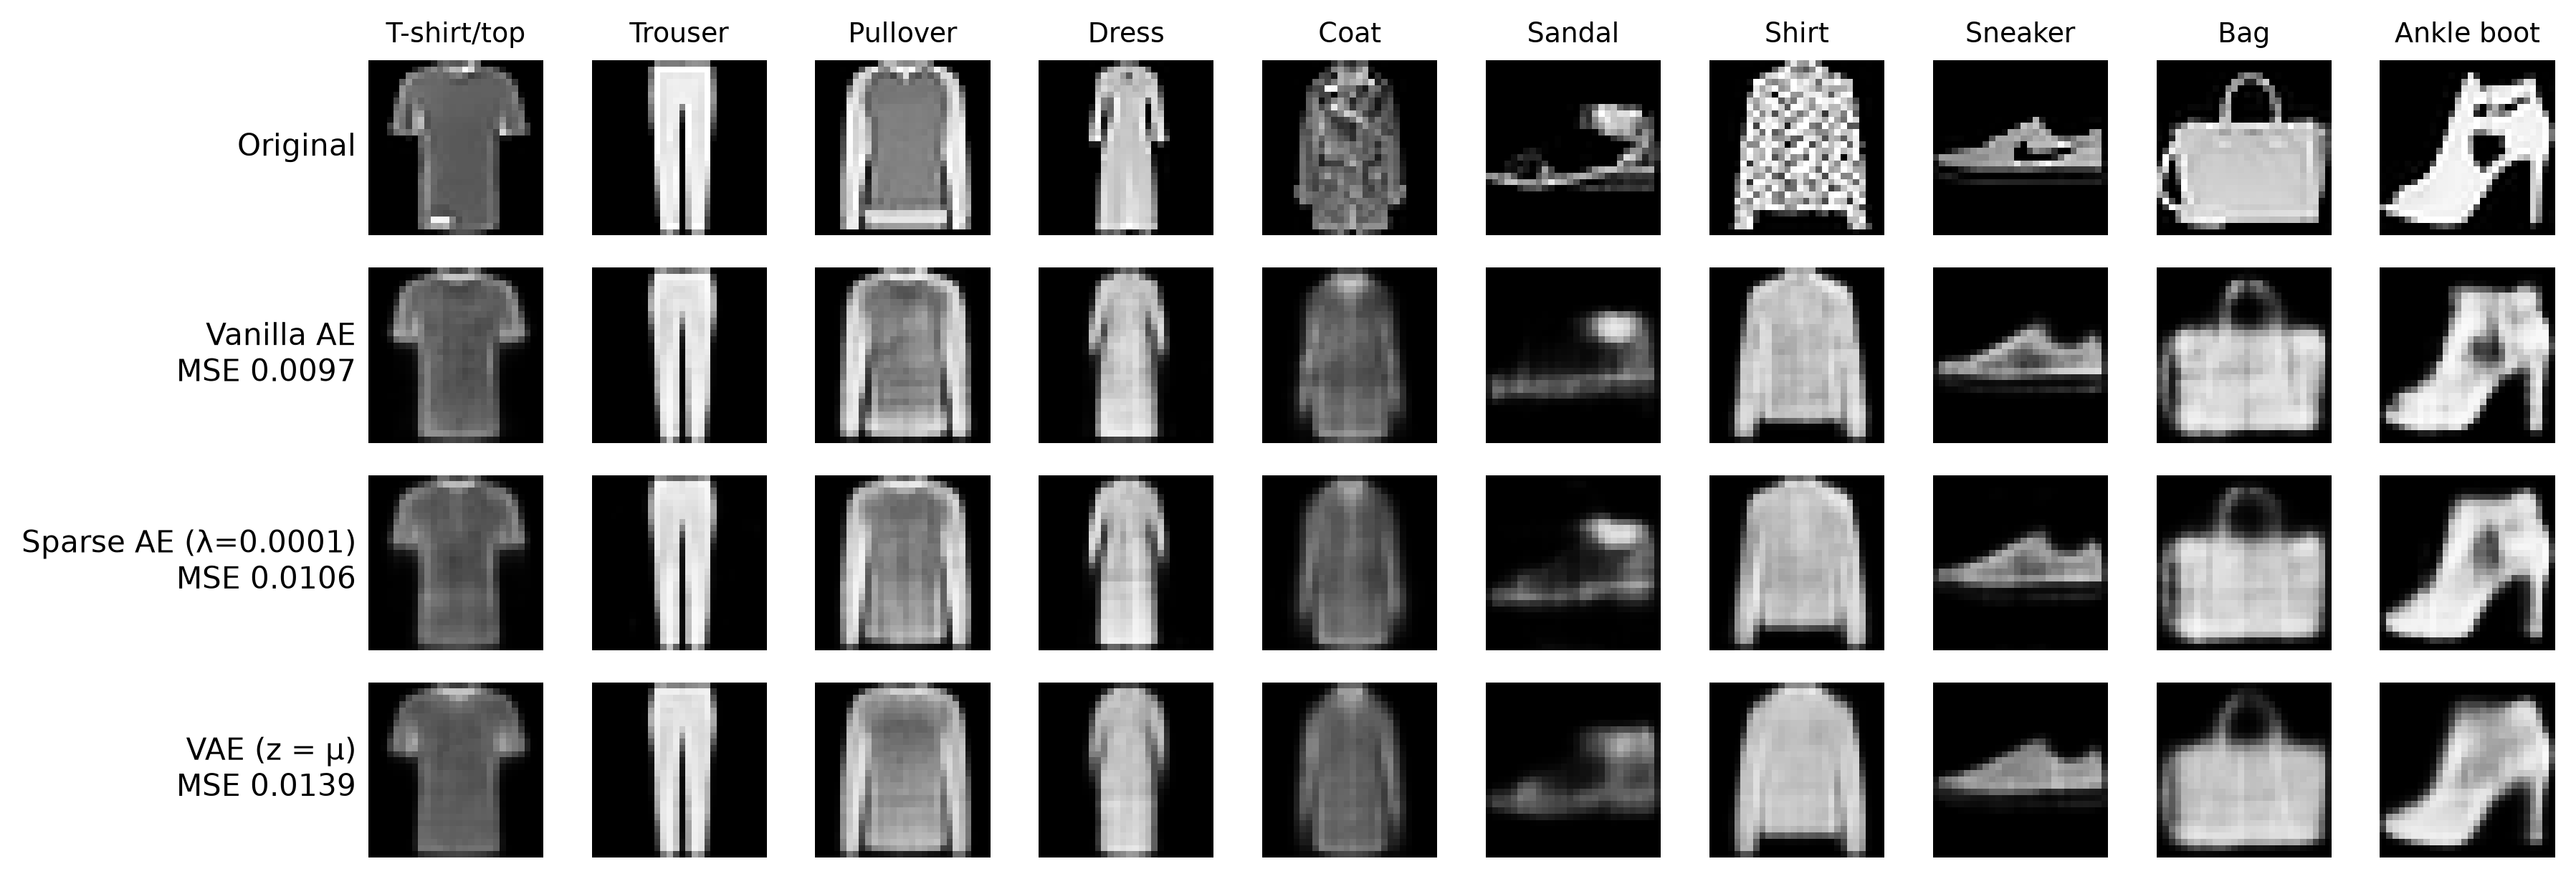 T-shirt/top Trouser Pullover Dress Coat Sandal Shirt Sneaker Bag Ankle boot
Original
Vanilla AE
MSE 0.0097
Sparse AE (λ=0.0001)
MSE 0.0106
VAE (z = μ)
MSE 0.0139